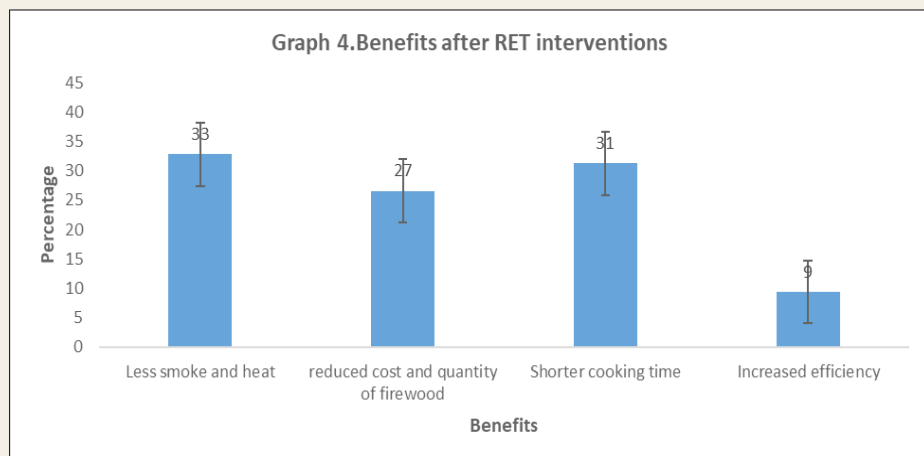 Graph 4.Benefits after RET interventions
45
40
35
30
25
20
15
10
5
0
Percentage
33
27
31
9
Less smoke and heat
reduced cost and quantity
of firewood
Shorter cooking time
Increased efficiency
Benefits